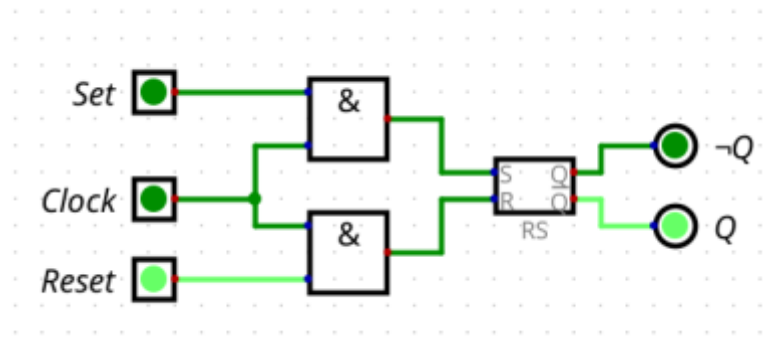 Set
&
Clock
&
Reset
S Q
R Q̅
RS
¬Q
Q